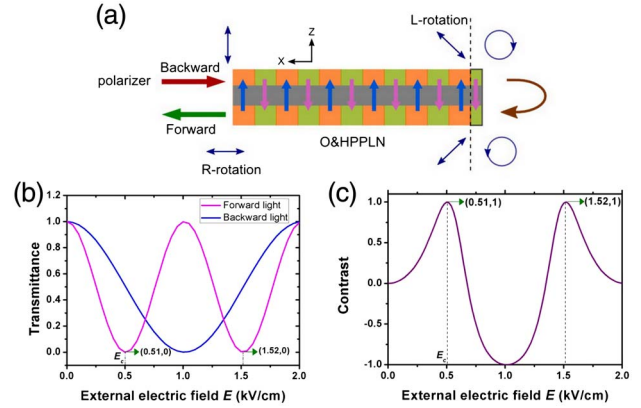 (a)
Z
X
L-rotation
Backward
polarizer
Forward
O&HPPLN
R-rotation
(b)
1.2
1.0
0.8
0.6
0.4
0.2
0.0
Transmittance
Forward light
Backward light
E_c
(0.51,0)
(1.52,0)
0.0 0.5 1.0 1.5 2.0
External electric field E (kV/cm)
(c)
1.0
0.5
0.0
-0.5
-1.0
Contrast
(0.51,1)
(1.52,1)
E_c
0.0 0.5 1.0 1.5 2.0
External electric field E (kV/cm)